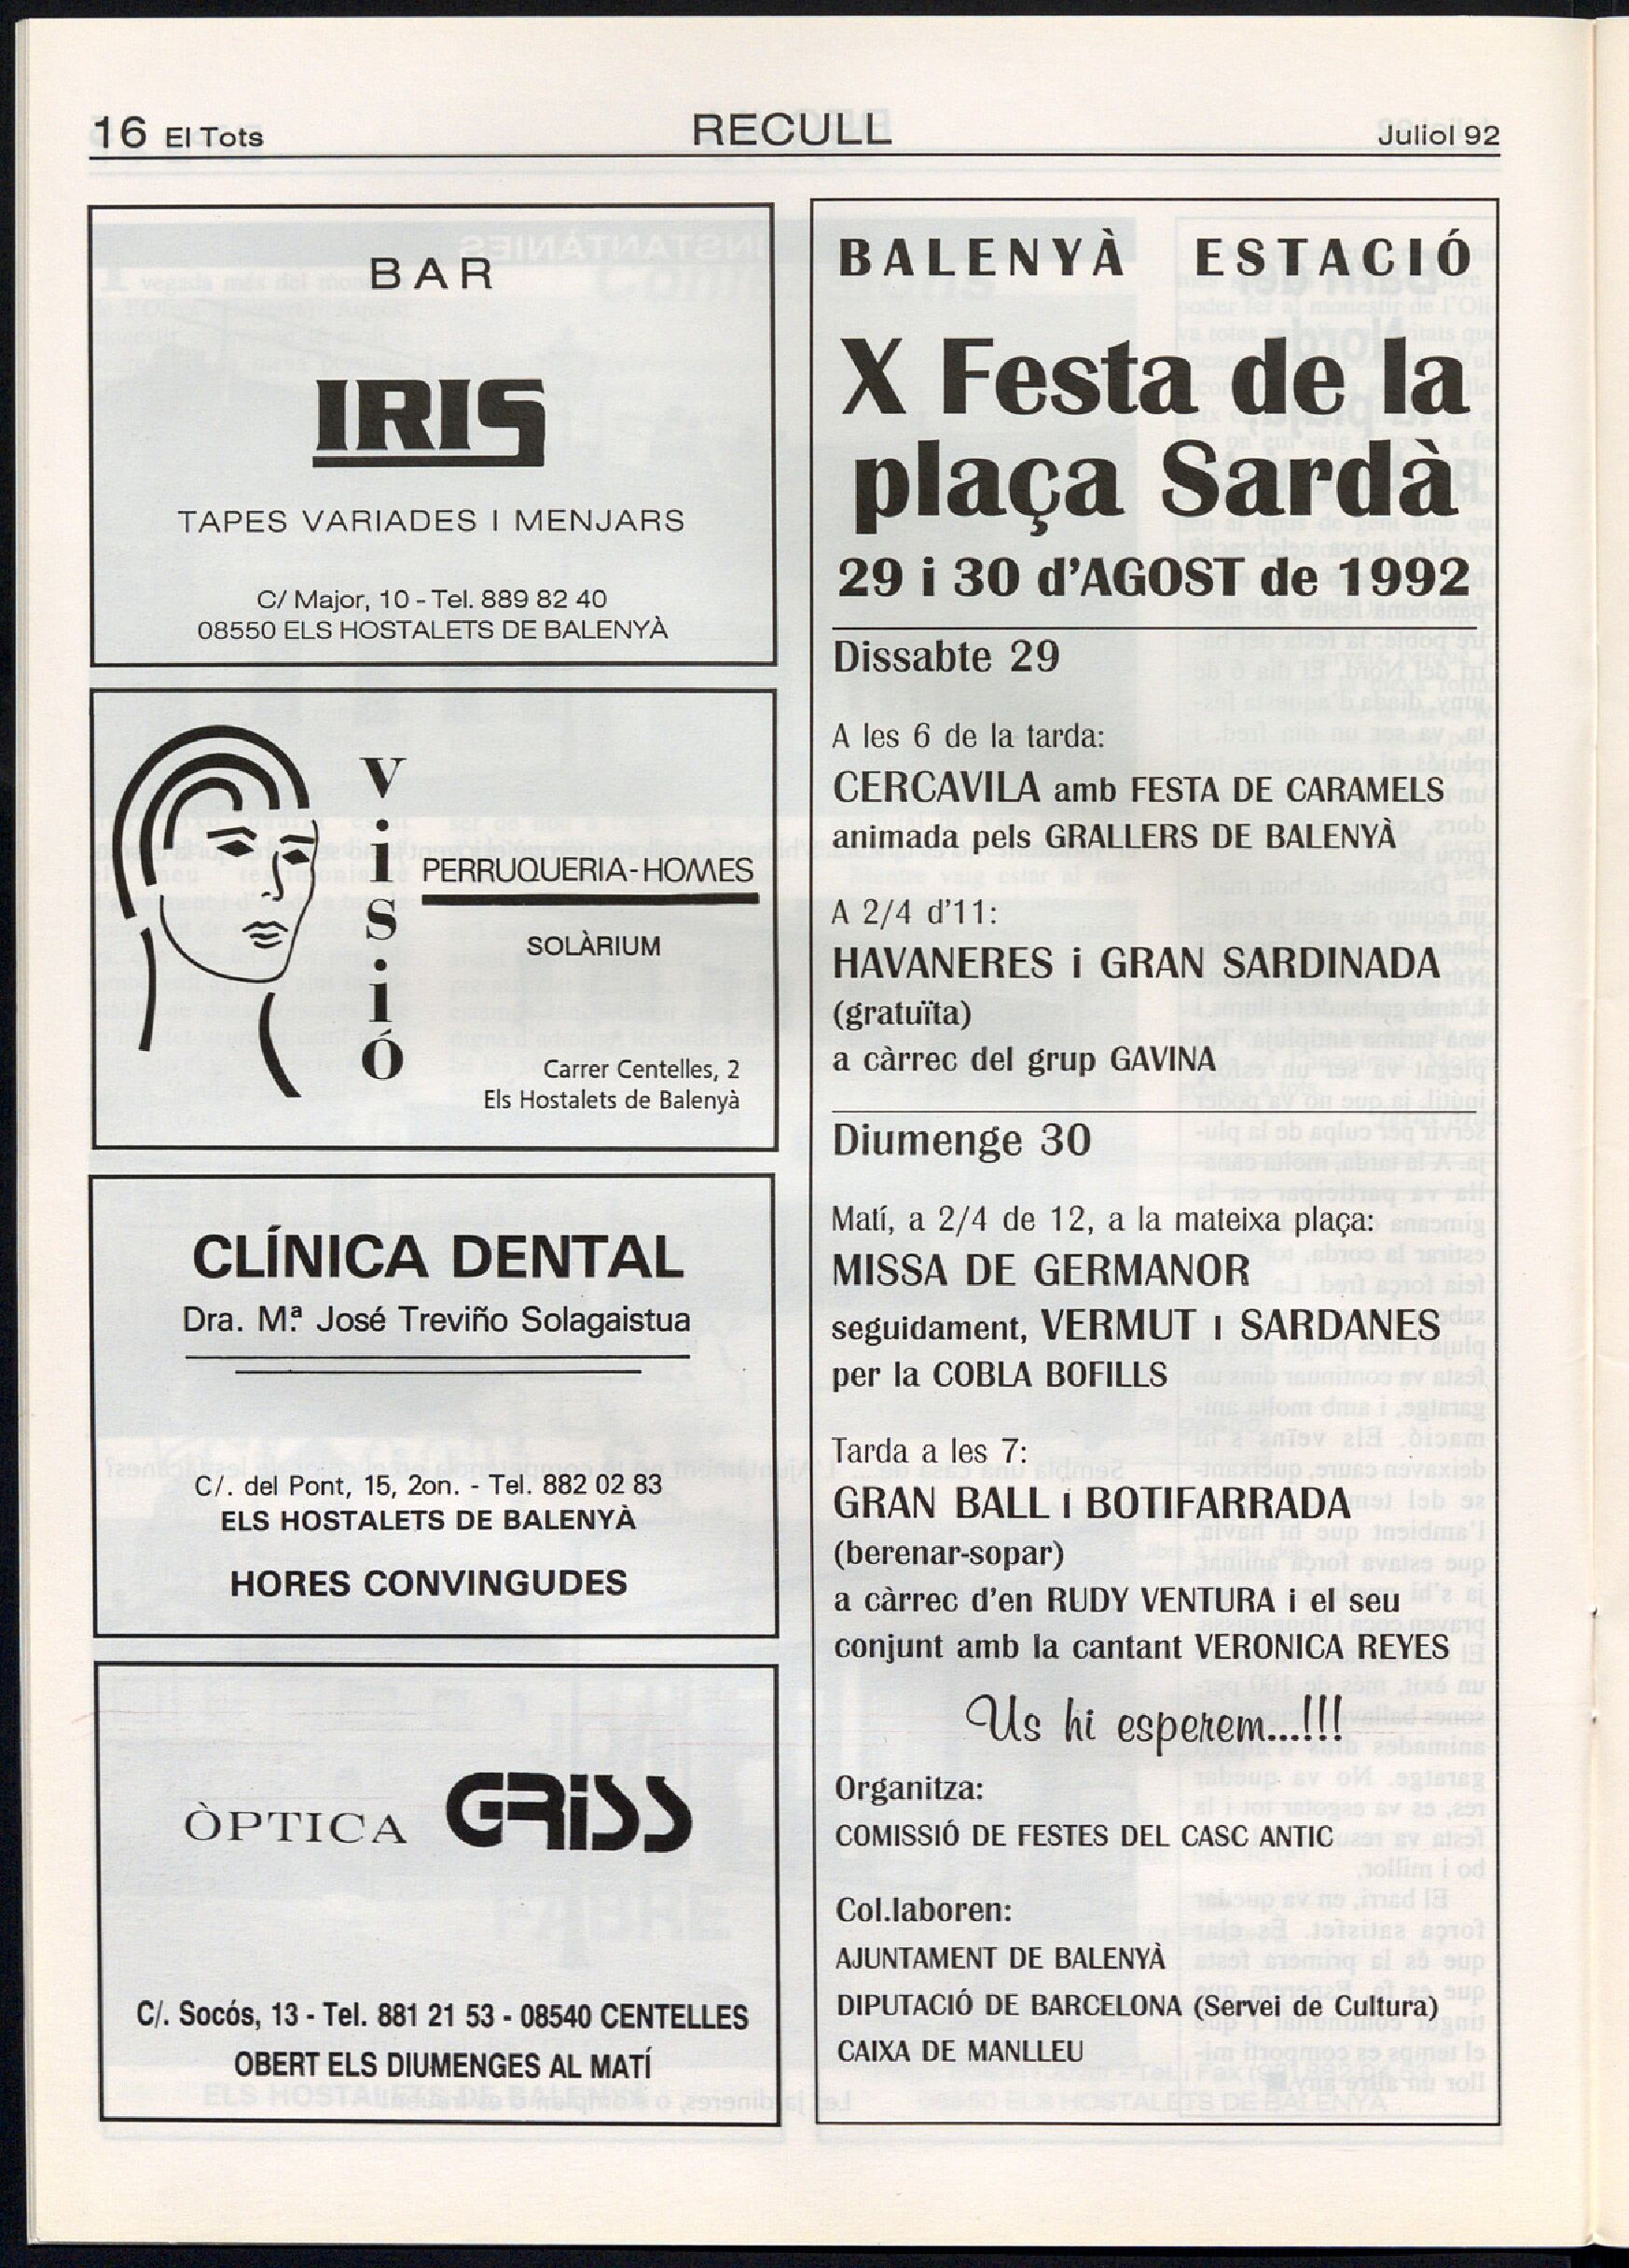 16 El Tots
RECULL
Juliol 92
BAR
IRIS
TAPES VARIADES I MENJARS
C/ Major, 10 - Tel. 889 82 40
08550 ELS HOSTALETS DE BALENYÀ
ViSiÓ
PERRUQUERIA-HOMES
SOLÀRIUM
Carrer Centelles, 2
Els Hostalets de Balenyà
CLÍNICA DENTAL
Dra. Mª José Treviño Solagaistua
C/. del Pont, 15, 2on. - Tel. 882 02 83
ELS HOSTALETS DE BALENYÀ
HORES CONVINGUDES
ÒPTICA GRiSS
C/. Socós, 13 - Tel. 881 21 53 - 08540 CENTELLES
OBERT ELS DIUMENGES AL MATÍ
BALENYÀ ESTACIÓ
X Festa de la
plaça Sardà
29 i 30 d'AGOST de 1992
Dissabte 29
A les 6 de la tarda:
CERCAVILA amb FESTA DE CARAMELS
animada pels GRALLERS DE BALENYÀ
A 2/4 d'11:
HAVANERES i GRAN SARDINADA
(gratuïta)
a càrrec del grup GAVINA
Diumenge 30
Matí, a 2/4 de 12, a la mateixa plaça:
MISSA DE GERMANOR
seguidament, VERMUT I SARDANES
per la COBLA BOFILLS
Tarda a les 7:
GRAN BALL i BOTIFARRADA
(berenar-sopar)
a càrrec d'en RUDY VENTURA i el seu
conjunt amb la cantant VERONICA REYES
Us hi esperem...!!!
Organitza:
COMISSIÓ DE FESTES DEL CASC ANTIC
Col.laboren:
AJUNTAMENT DE BALENYÀ
DIPUTACIÓ DE BARCELONA (Servei de Cultura)
CAIXA DE MANLLEU